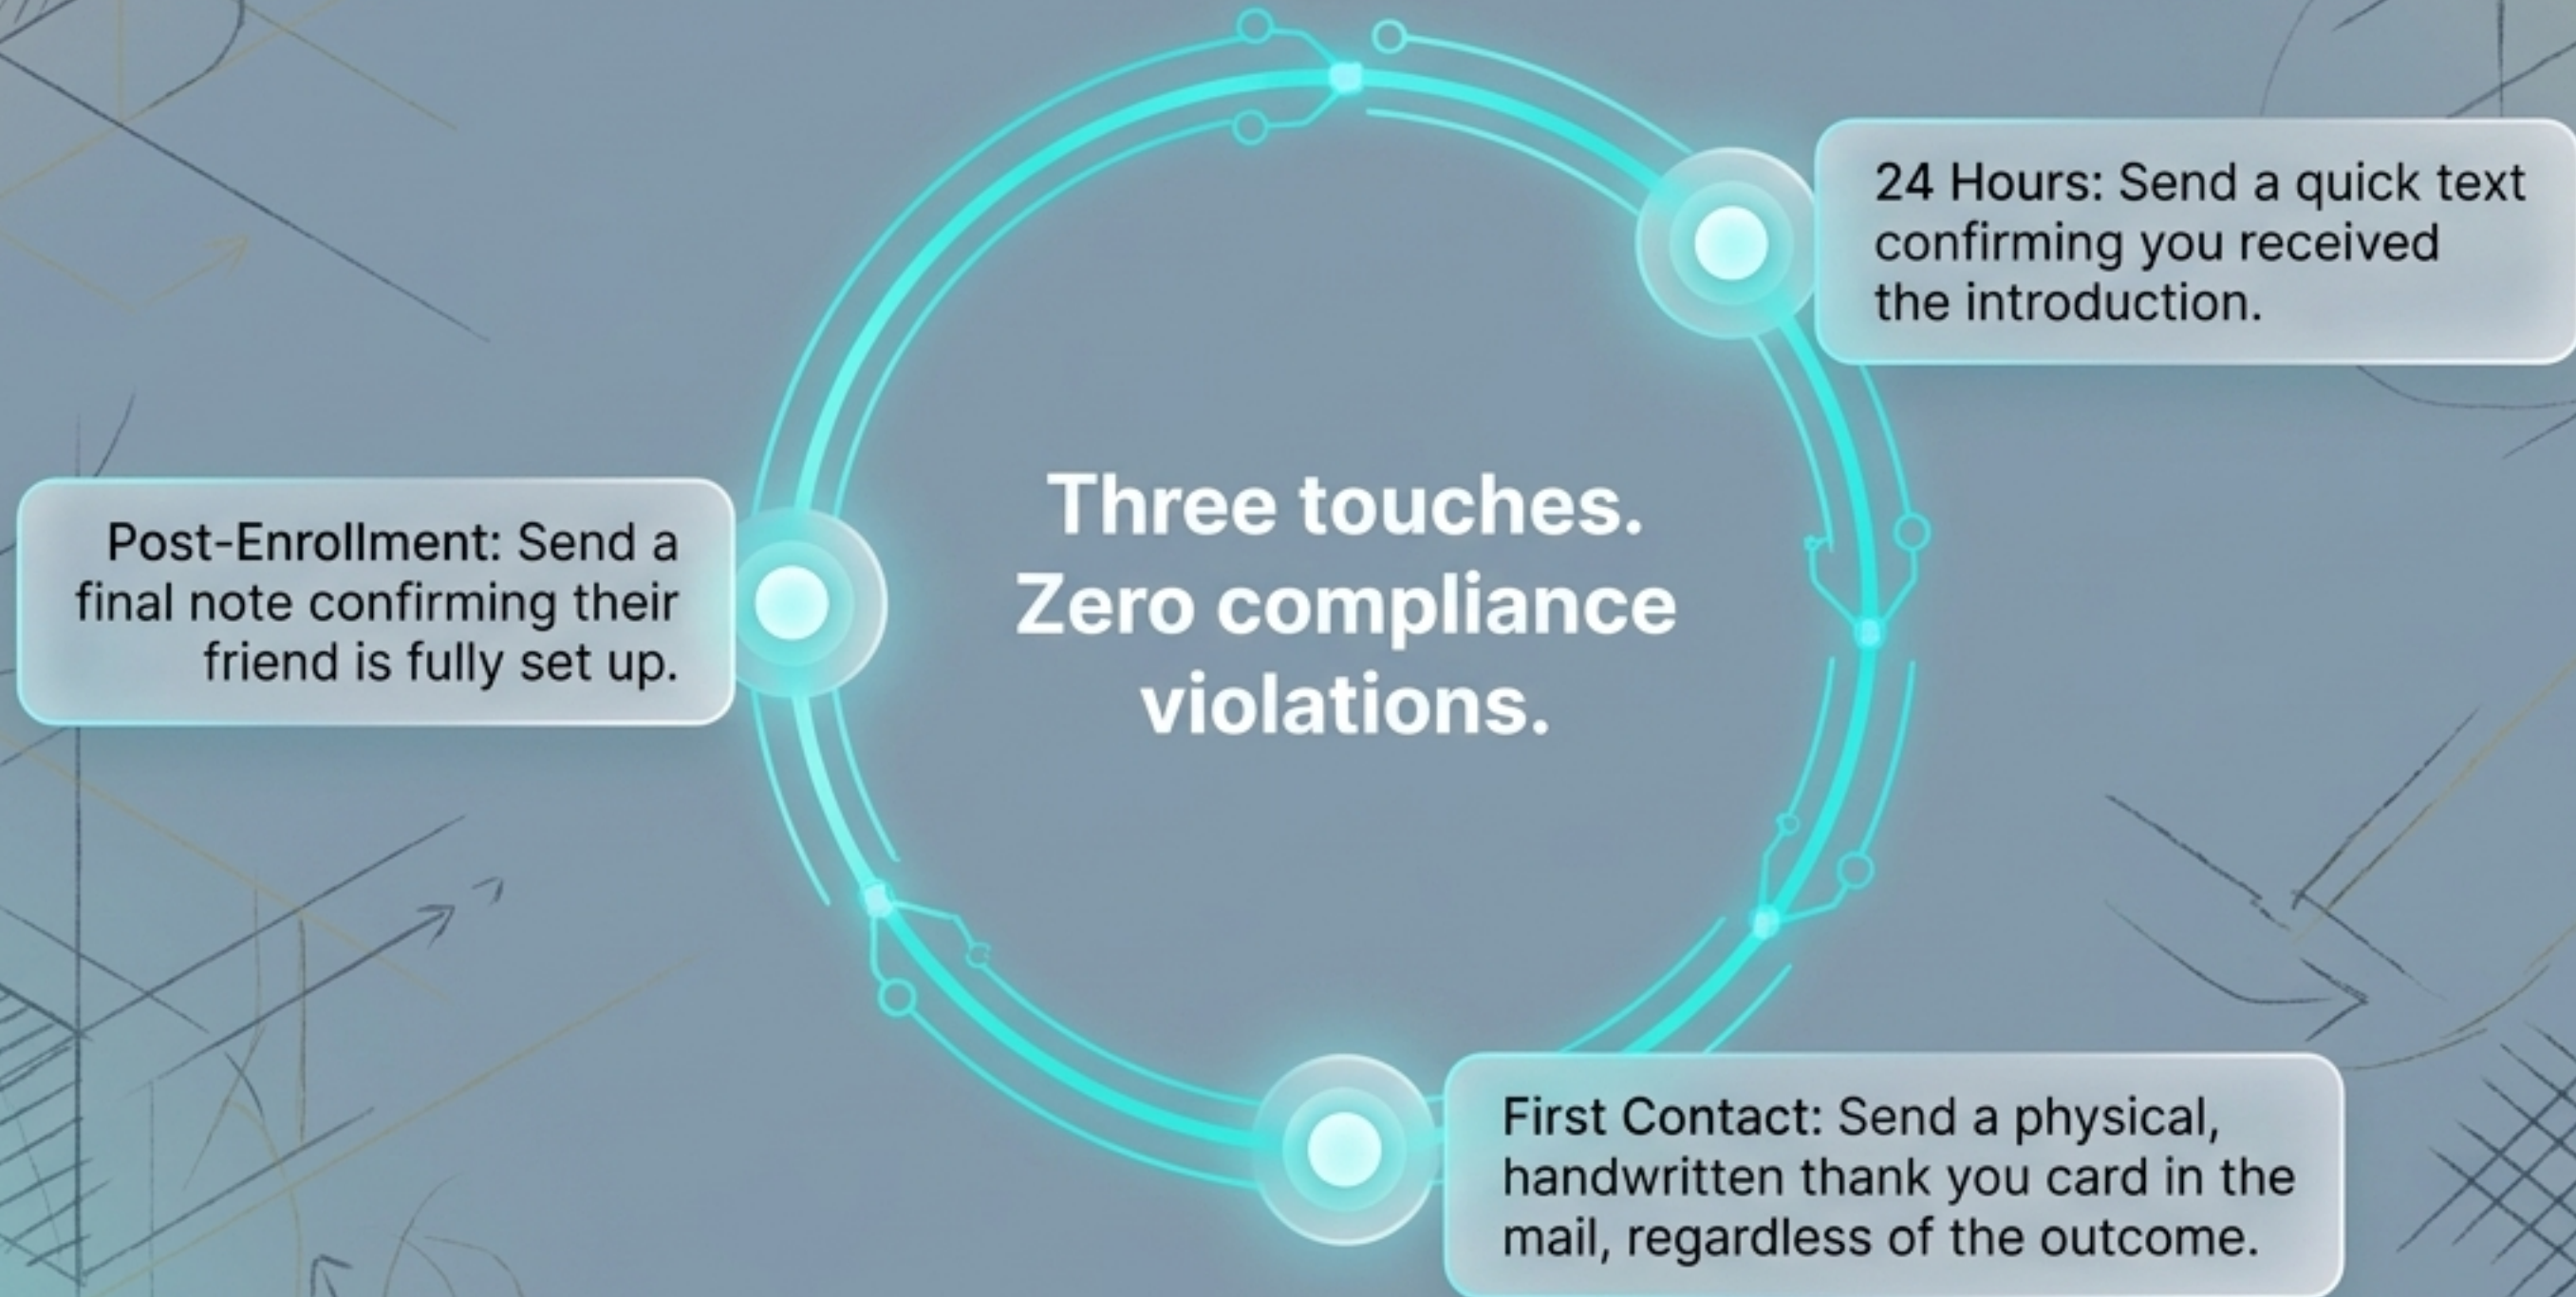 24 Hours: Send a quick text
confirming you received
the introduction.
Three touches.
Zero compliance
violations.
Post-Enrollment: Send a
final note confirming their
friend is fully set up.
First Contact: Send a physical,
handwritten thank you card in the
mail, regardless of the outcome.